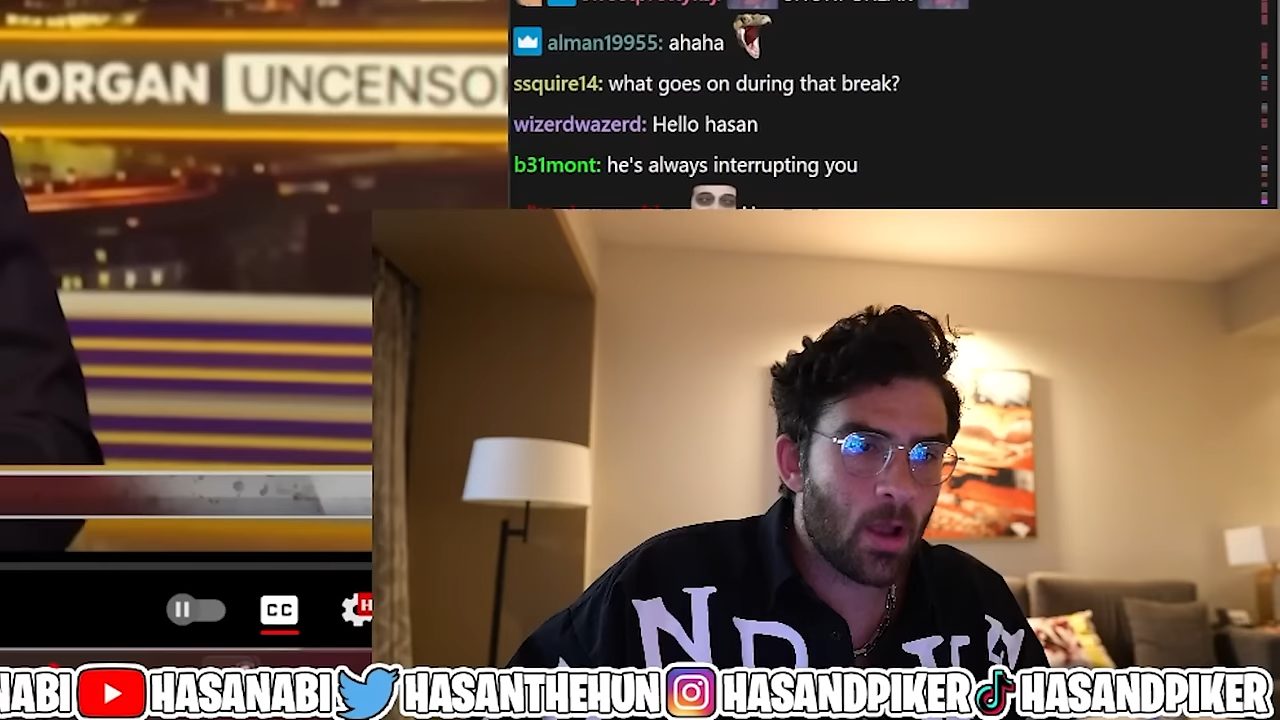 MORGAN UNCENSO
alman19955: ahaha
ssquire14: what goes on during that break?
wizerdwazerd: Hello hasan
b31mont: he's always interrupting you
CC
H
N D
NABI HASANABI HASANTHEHUN HASANDPIKER HASANDPIKER